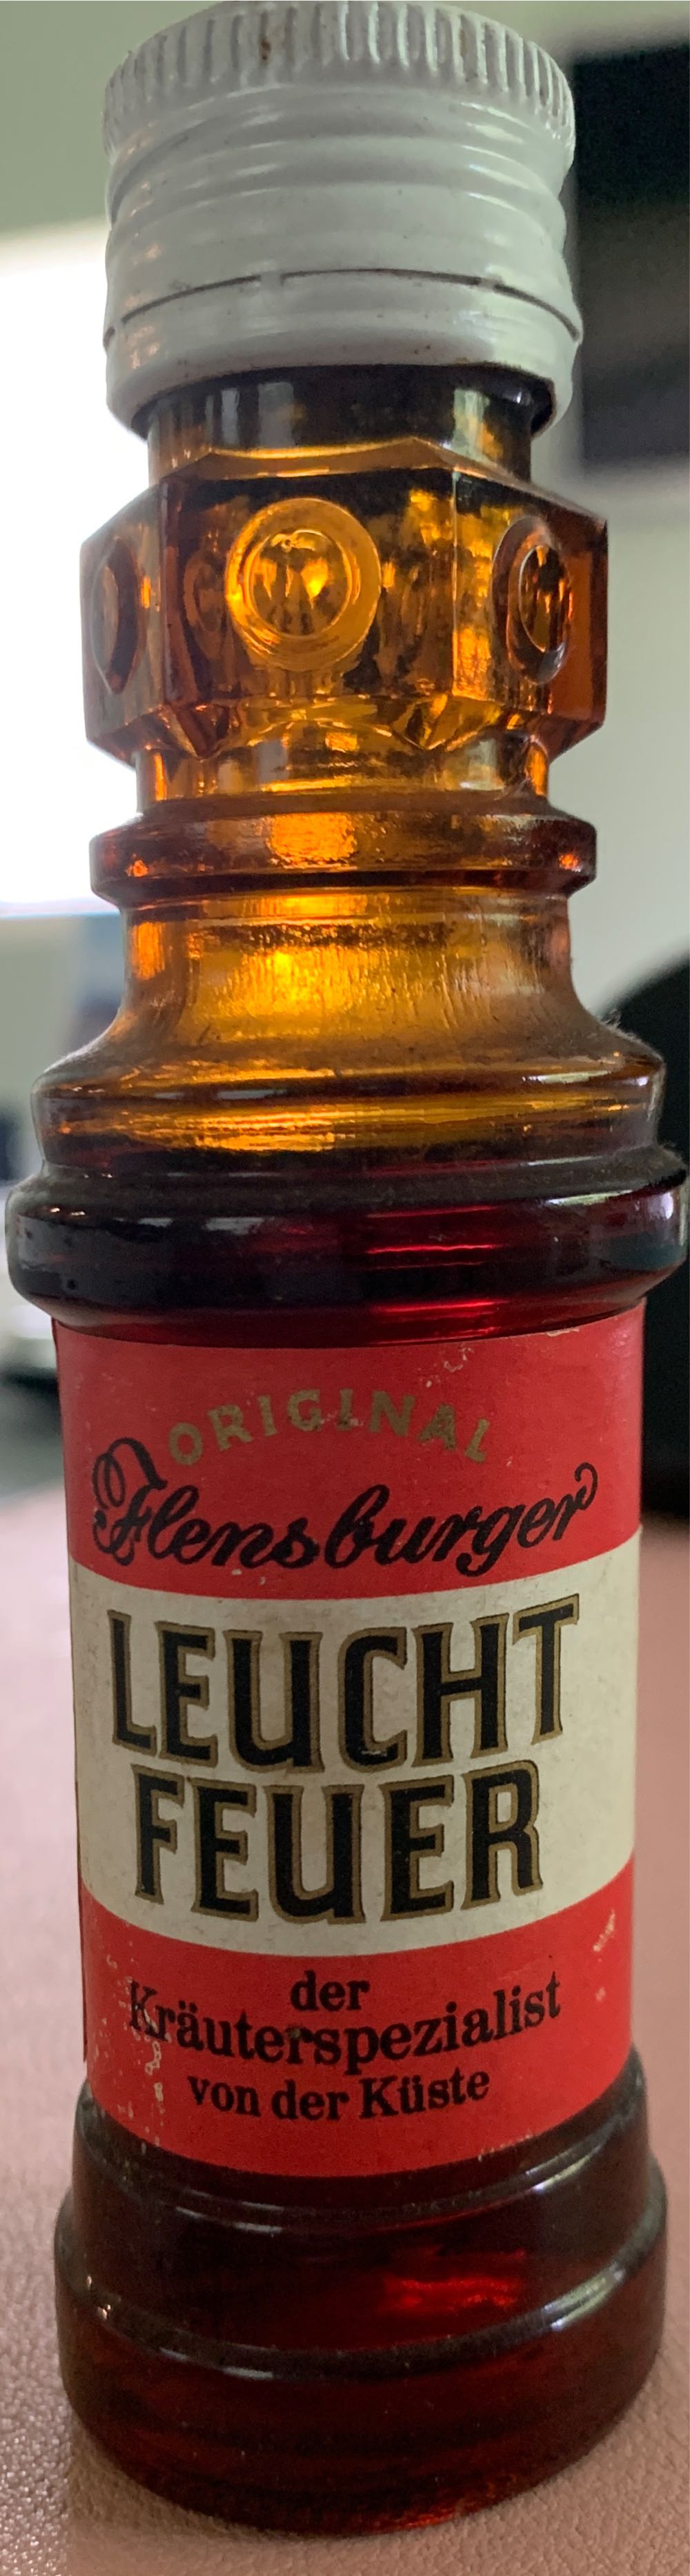 ORIGINAL
Flensburger
LEUCHT
FEUER
der
Kräuterspezialist
von der Küste